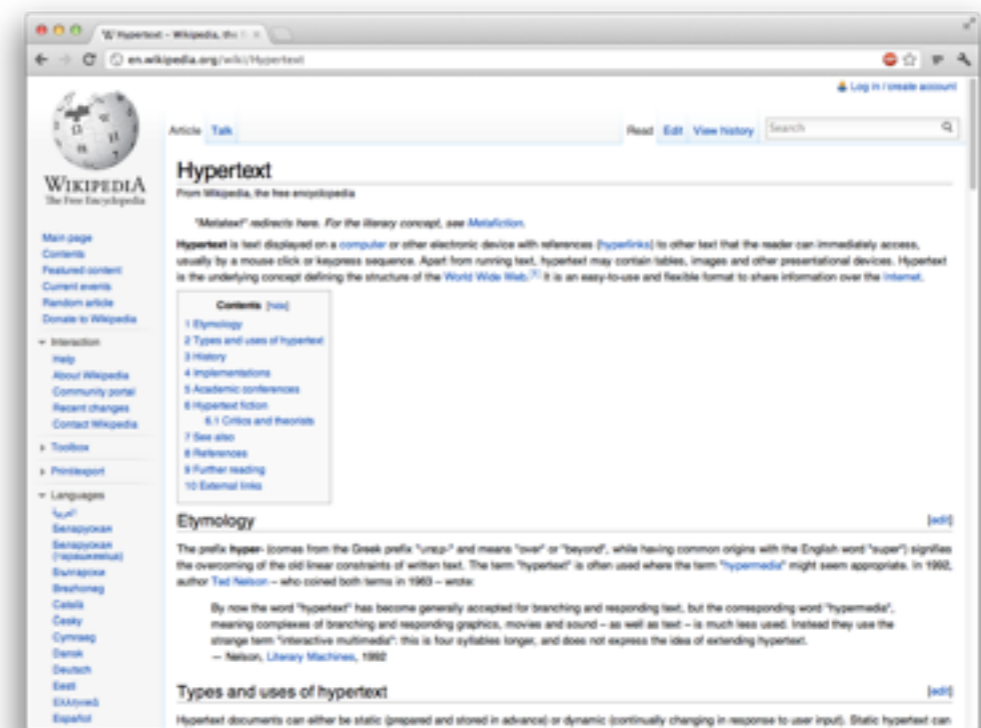 Hypertext - Wikipedia, the
en.wikipedia.org/wiki/Hypertext
Log in / create account
WIKIPEDIA
The Free Encyclopedia
Main page
Contents
Featured content
Current events
Random article
Donate to Wikipedia
Interaction
Help
About Wikipedia
Community portal
Recent changes
Contact Wikipedia
Toolbox
Print/export
Languages
العربية
Беларуская
Беларуская
(тарашкевіца)
Български
Brezhoneg
Català
Česky
Cymraeg
Dansk
Deutsch
Eesti
Ελληνικά
Español
Article Talk Read Edit View history Search
Hypertext
From Wikipedia, the free encyclopedia
"Metatext" redirects here. For the literary concept, see Metafiction.
Hypertext is text displayed on a computer or other electronic device with references (hyperlinks) to other text that the reader can immediately access,
usually by a mouse click or keypress sequence. Apart from running text, hypertext may contain tables, images and other presentational devices. Hypertext
is the underlying concept defining the structure of the World Wide Web.[1] It is an easy-to-use and flexible format to share information over the Internet.
Contents [hide]
1 Etymology
2 Types and uses of hypertext
3 History
4 Implementations
5 Academic conferences
6 Hypertext fiction
6.1 Critics and theorists
7 See also
8 References
9 Further reading
10 External links
Etymology [edit]
The prefix hyper- (comes from the Greek prefix "υπερ-" and means "over" or "beyond", while having common origins with the English word "super") signifies
the overcoming of the old linear constraints of written text. The term "hypertext" is often used where the term "hypermedia" might seem appropriate. In 1992,
author Ted Nelson – who coined both terms in 1963 – wrote:
By now the word "hypertext" has become generally accepted for branching and responding text, but the corresponding word "hypermedia",
meaning complexes of branching and responding graphics, movies and sound – as well as text – is much less used. Instead they use the
strange term "interactive multimedia": this is four syllables longer, and does not express the idea of extending hypertext.
— Nelson, Literary Machines, 1992
Types and uses of hypertext [edit]
Hypertext documents can either be static (prepared and stored in advance) or dynamic (continually changing in response to user input). Static hypertext can